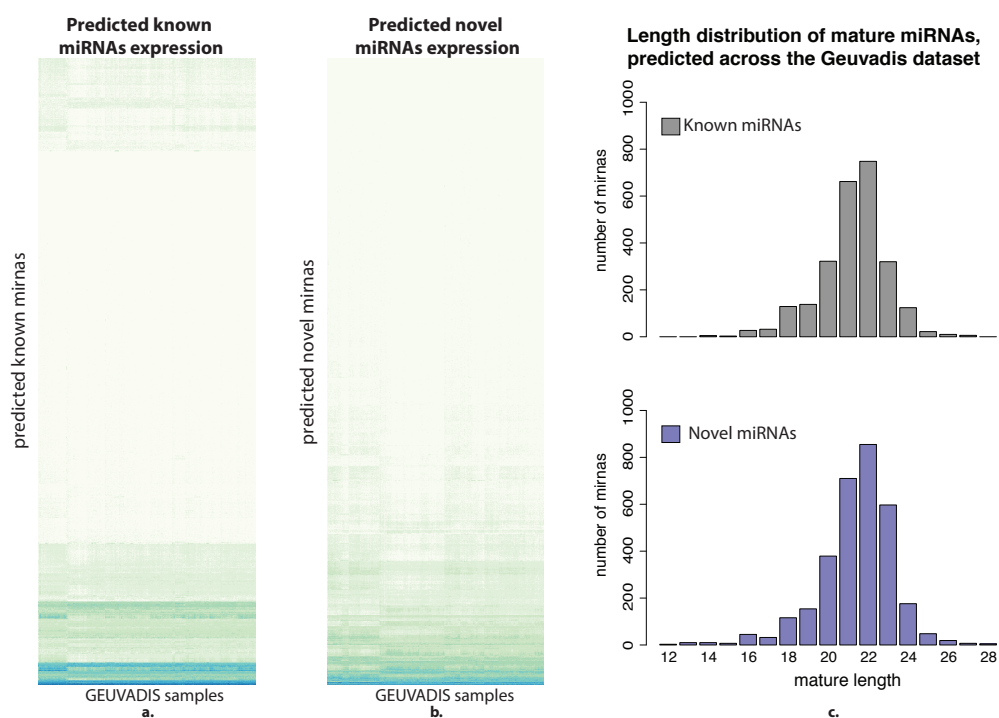 Predicted known
miRNAs expression
predicted known mirnas
GEUVADIS samples
a.
Predicted novel
miRNAs expression
predicted novel mirnas
GEUVADIS samples
b.
Length distribution of mature miRNAs,
predicted across the Geuvadis dataset
number of mirnas
0 200 400 600 800 1000
Known miRNAs
number of mirnas
0 200 400 600 800 1000
Novel miRNAs
12 14 16 18 20 22 24 26 28
mature length
c.